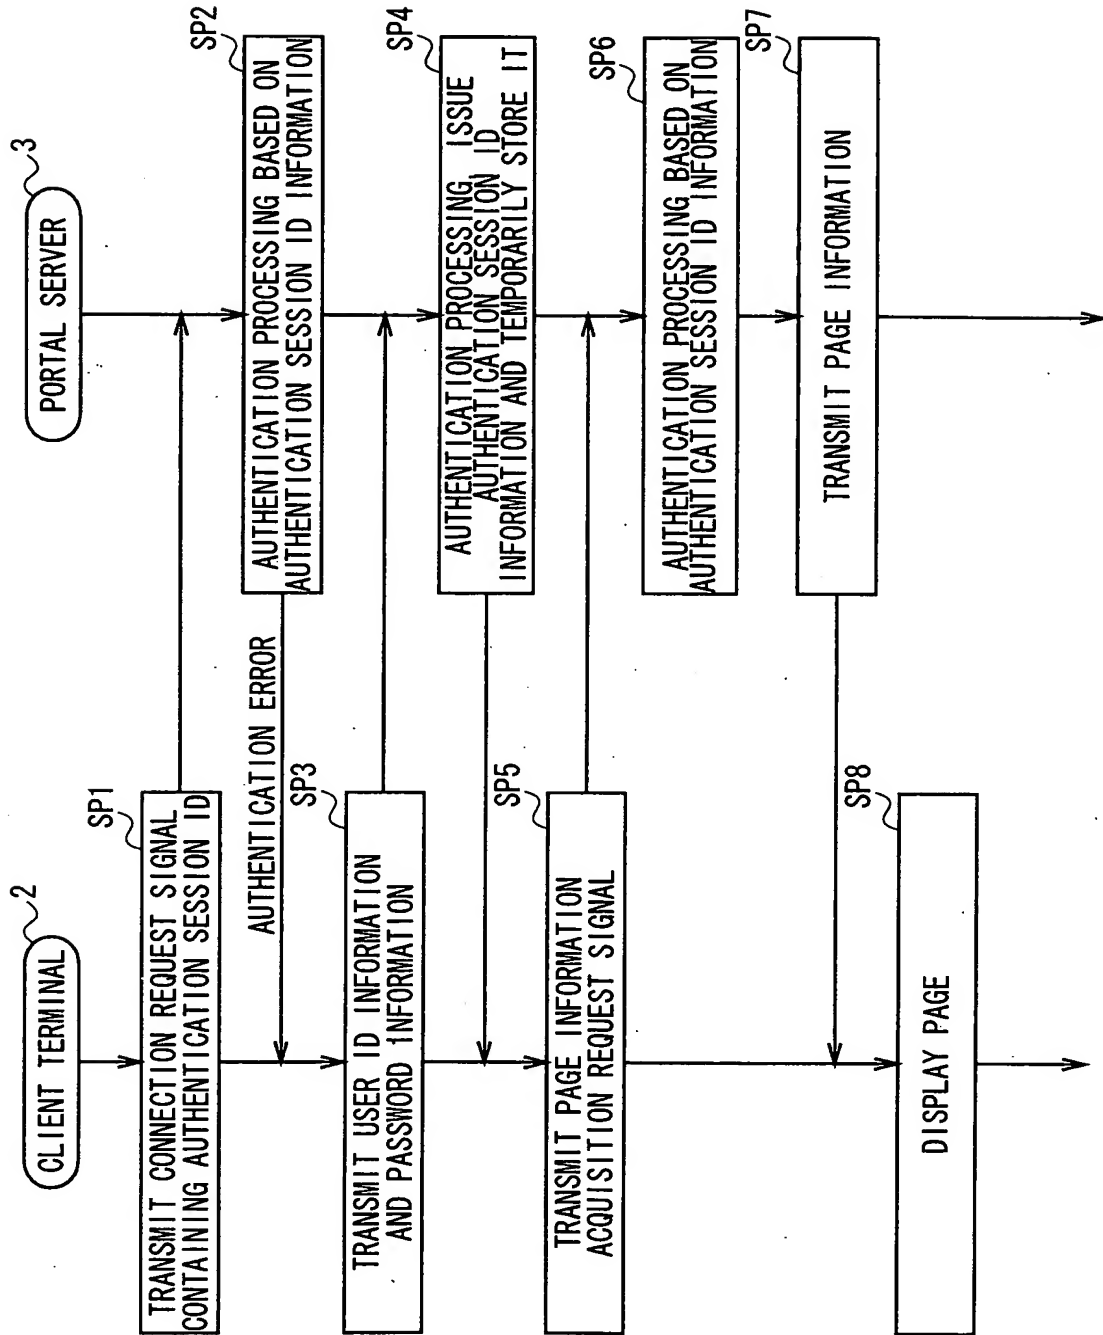 CLIENT TERMINAL
2
PORTAL SERVER
3
SP1
TRANSMIT CONNECTION REQUEST SIGNAL
CONTAINING AUTHENTICATION SESSION ID
SP2
AUTHENTICATION PROCESSING BASED ON
AUTHENTICATION SESSION ID INFORMATION
AUTHENTICATION ERROR
SP3
TRANSMIT USER ID INFORMATION
AND PASSWORD INFORMATION
SP4
AUTHENTICATION PROCESSING ISSUE
AUTHENTICATION SESSION ID
INFORMATION AND TEMPORARILY STORE IT
SP5
TRANSMIT PAGE INFORMATION
ACQUISITION REQUEST SIGNAL
SP6
AUTHENTICATION PROCESSING BASED ON
AUTHENTICATION SESSION ID INFORMATION
SP7
TRANSMIT PAGE INFORMATION
SP8
DISPLAY PAGE